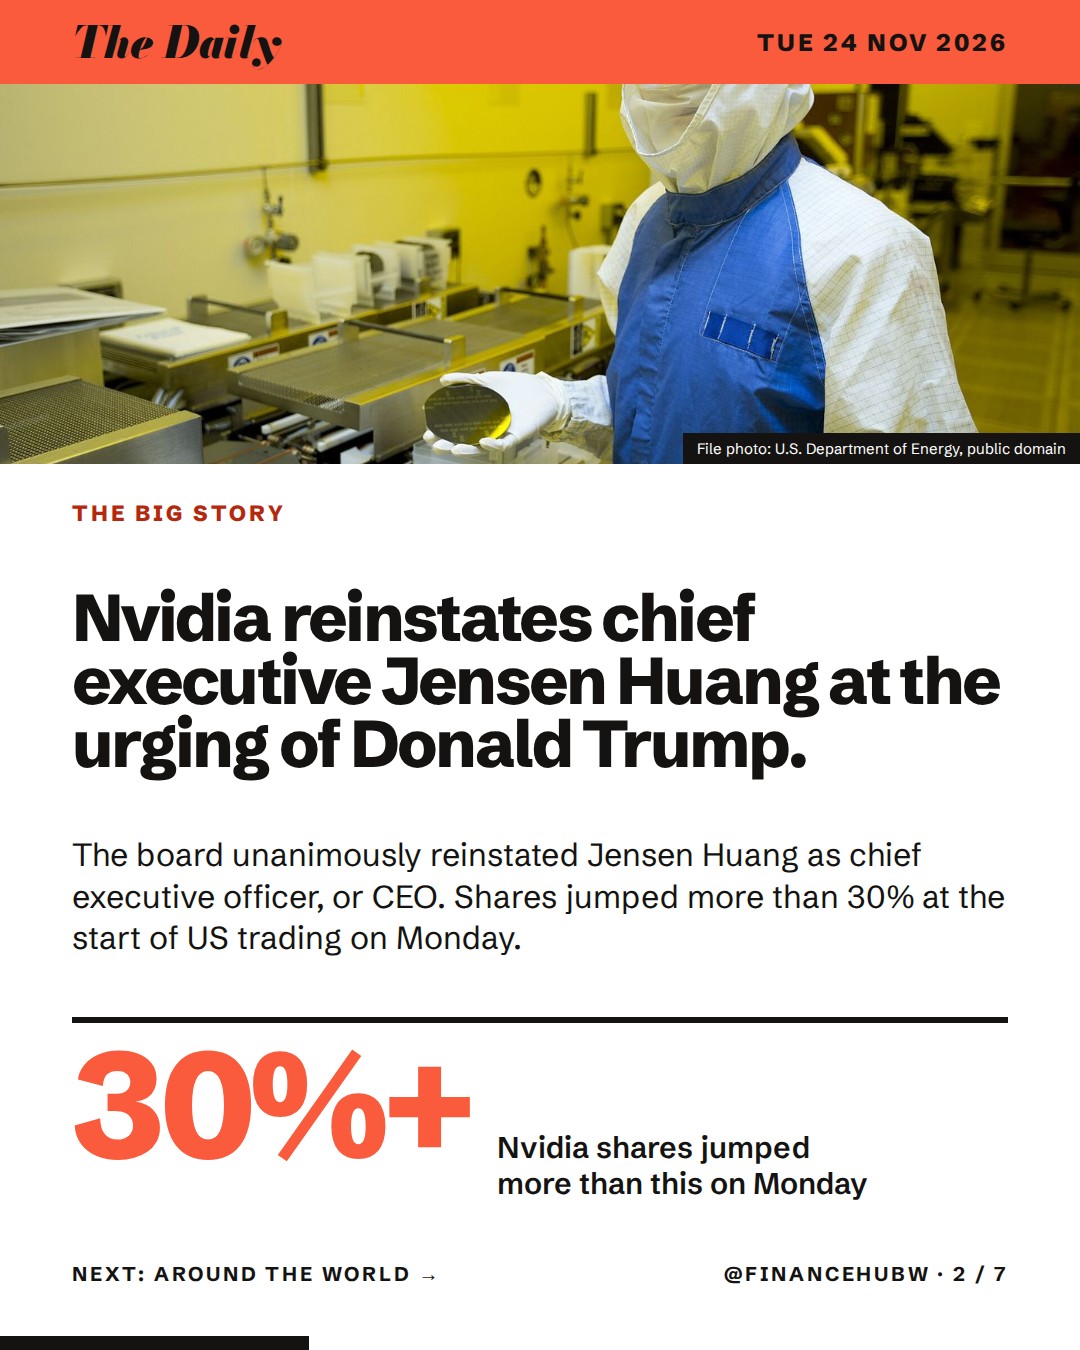 The Daily
TUE 24 NOV 2026
File photo: U.S. Department of Energy, public domain
THE BIG STORY
Nvidia reinstates chief
executive Jensen Huang at the
urging of Donald Trump.
The board unanimously reinstated Jensen Huang as chief
executive officer, or CEO. Shares jumped more than 30% at the
start of US trading on Monday.
30%+
Nvidia shares jumped
more than this on Monday
NEXT: AROUND THE WORLD →
@FINANCEHUBW · 2 / 7